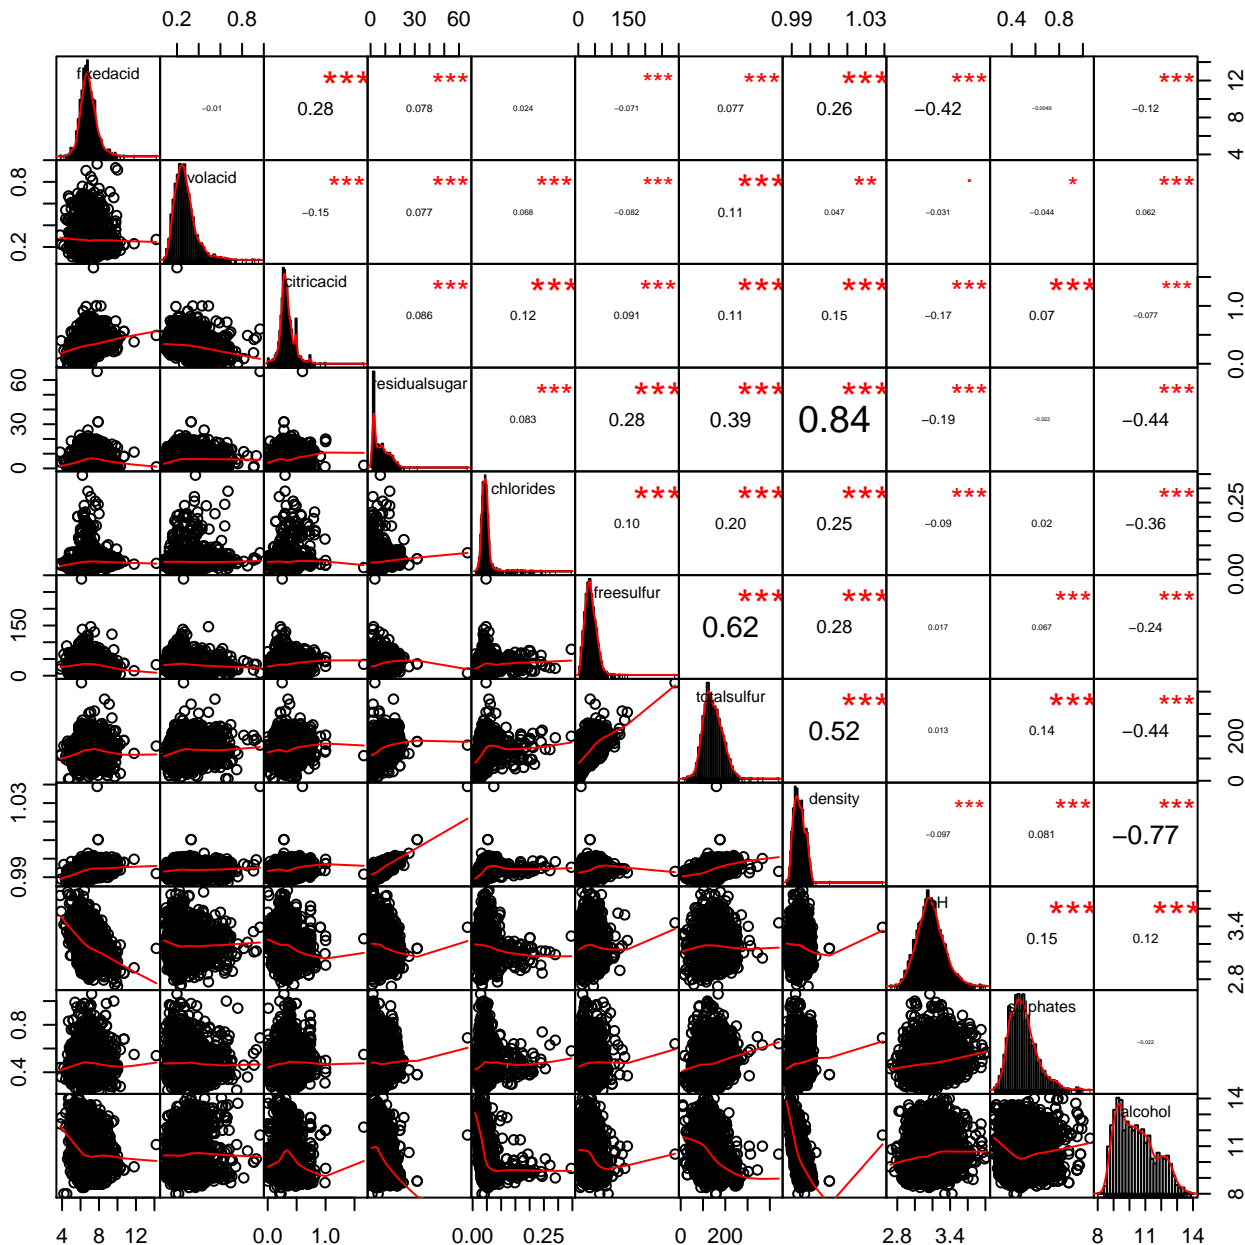 0.2 0.8 0 30 60 0 150 0.99 1.03 0.4 0.8
fixedacid *** *** *** *** *** *** ***
−0.01 0.28 0.078 0.024 −0.071 0.077 0.26 −0.42 −0.0049 −0.12
4 8 12
volacid *** *** *** *** *** ** . * ***
−0.15 0.077 0.068 −0.082 0.11 0.047 −0.031 −0.044 0.062
0.2 0.8
citricacid *** *** *** *** *** *** *** ***
0.086 0.12 0.091 0.11 0.15 −0.17 0.07 −0.077
0.0 1.0
residualsugar *** *** *** *** *** ***
0.083 0.28 0.39 0.84 −0.19 −0.022 −0.44
0 30 60
chlorides *** *** *** *** ***
0.10 0.20 0.25 −0.09 0.02 −0.36
0.00 0.25
freesulfur *** *** *** ***
0.62 0.28 0.017 0.067 −0.24
0 150
totalsulfur *** *** ***
0.52 0.013 0.14 −0.44
0 200
density *** *** ***
−0.097 0.081 −0.77
0.99 1.03
pH *** ***
0.15 0.12
2.8 3.4
sulphates
−0.022
0.4 0.8
alcohol
8 11 14
4 8 12 0.0 1.0 0.00 0.25 0 200 2.8 3.4 8 10 12 14